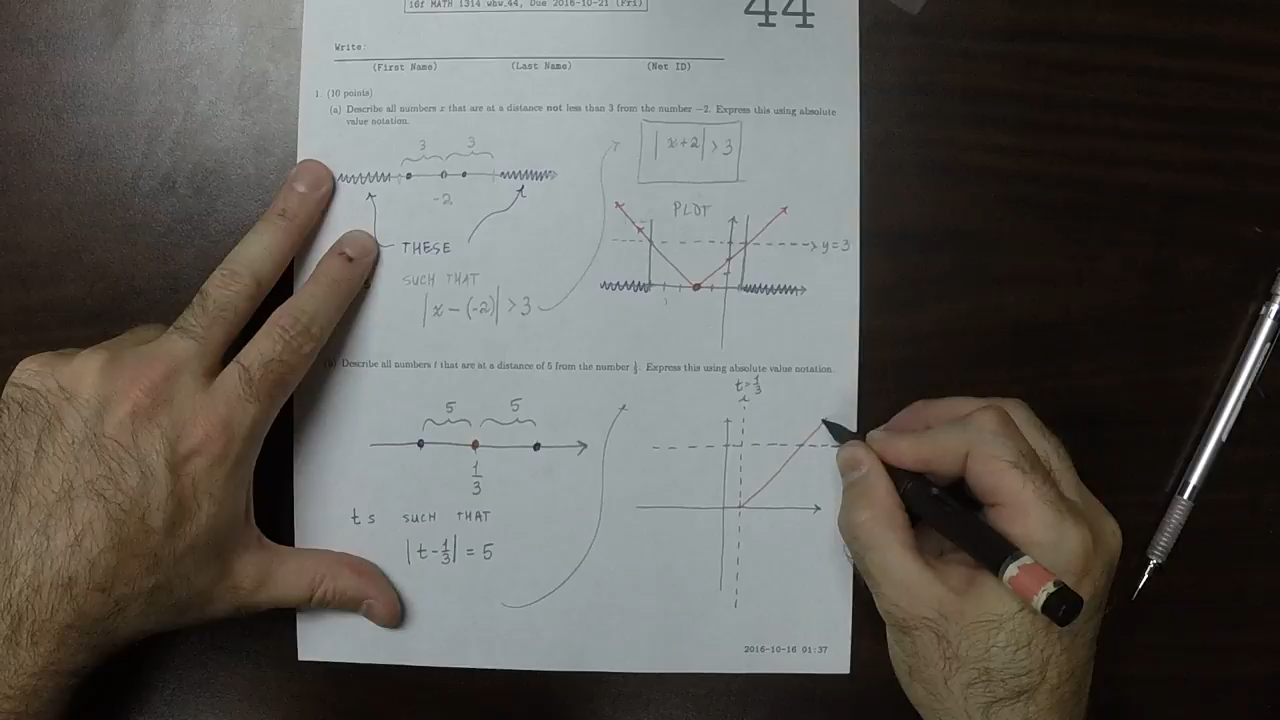 16f MATH 1314 whw.44, Due 2016-10-21 (Fri)
44
Write:
(First Name) (Last Name) (Net ID)
1. (10 points)
(a) Describe all numbers x that are at a distance not less than 3 from the number −2. Express this using absolute
value notation.
3 3
-2
|x+2| > 3
THESE
SUCH THAT
|x-(-2)| > 3
PLOT
y=3
Describe all numbers t that are at a distance of 5 from the number 1/3. Express this using absolute value notation.
5 5
1/3
t s SUCH THAT
|t-1/3| = 5
t=1/3
2016-10-16 01:37